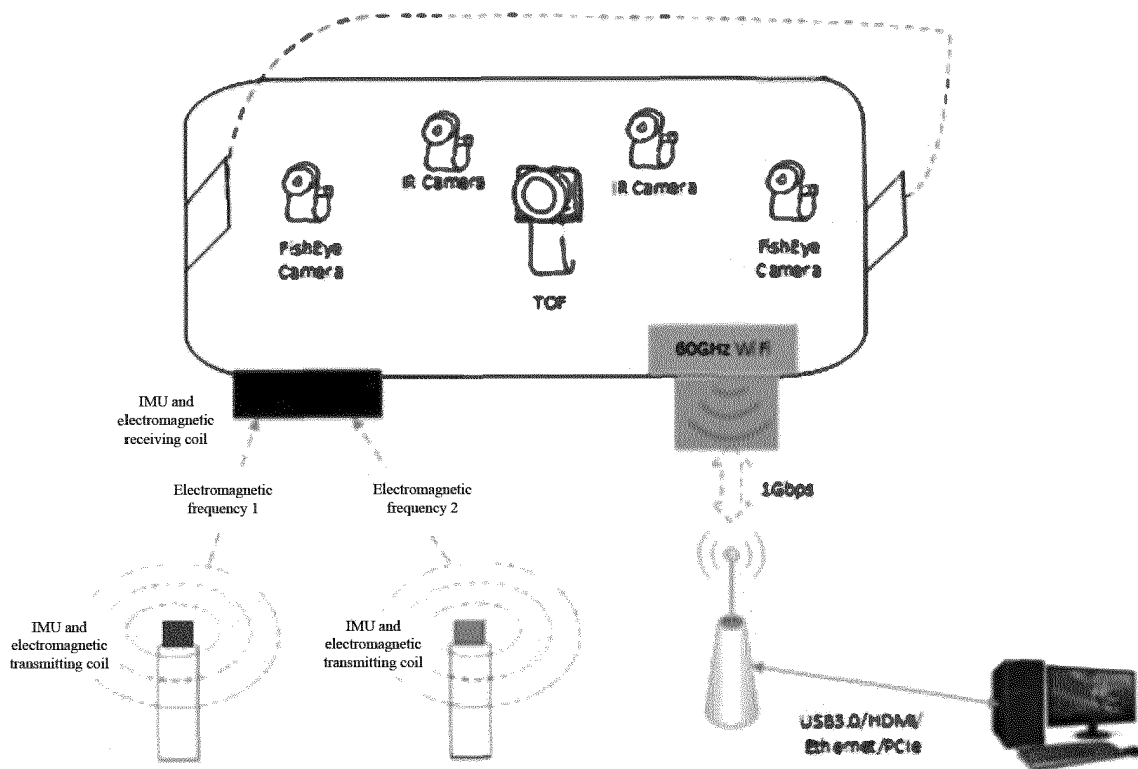 IR Camera
IR Camera
FishEye
Camera
FishEye
Camera
TOF
60GHz WiFi
IMU and
electromagnetic
receiving coil
1Gbps
Electromagnetic
frequency 1
Electromagnetic
frequency 2
IMU and
electromagnetic
transmitting coil
IMU and
electromagnetic
transmitting coil
USB3.0/HDMI/
Ethernet/PCIe